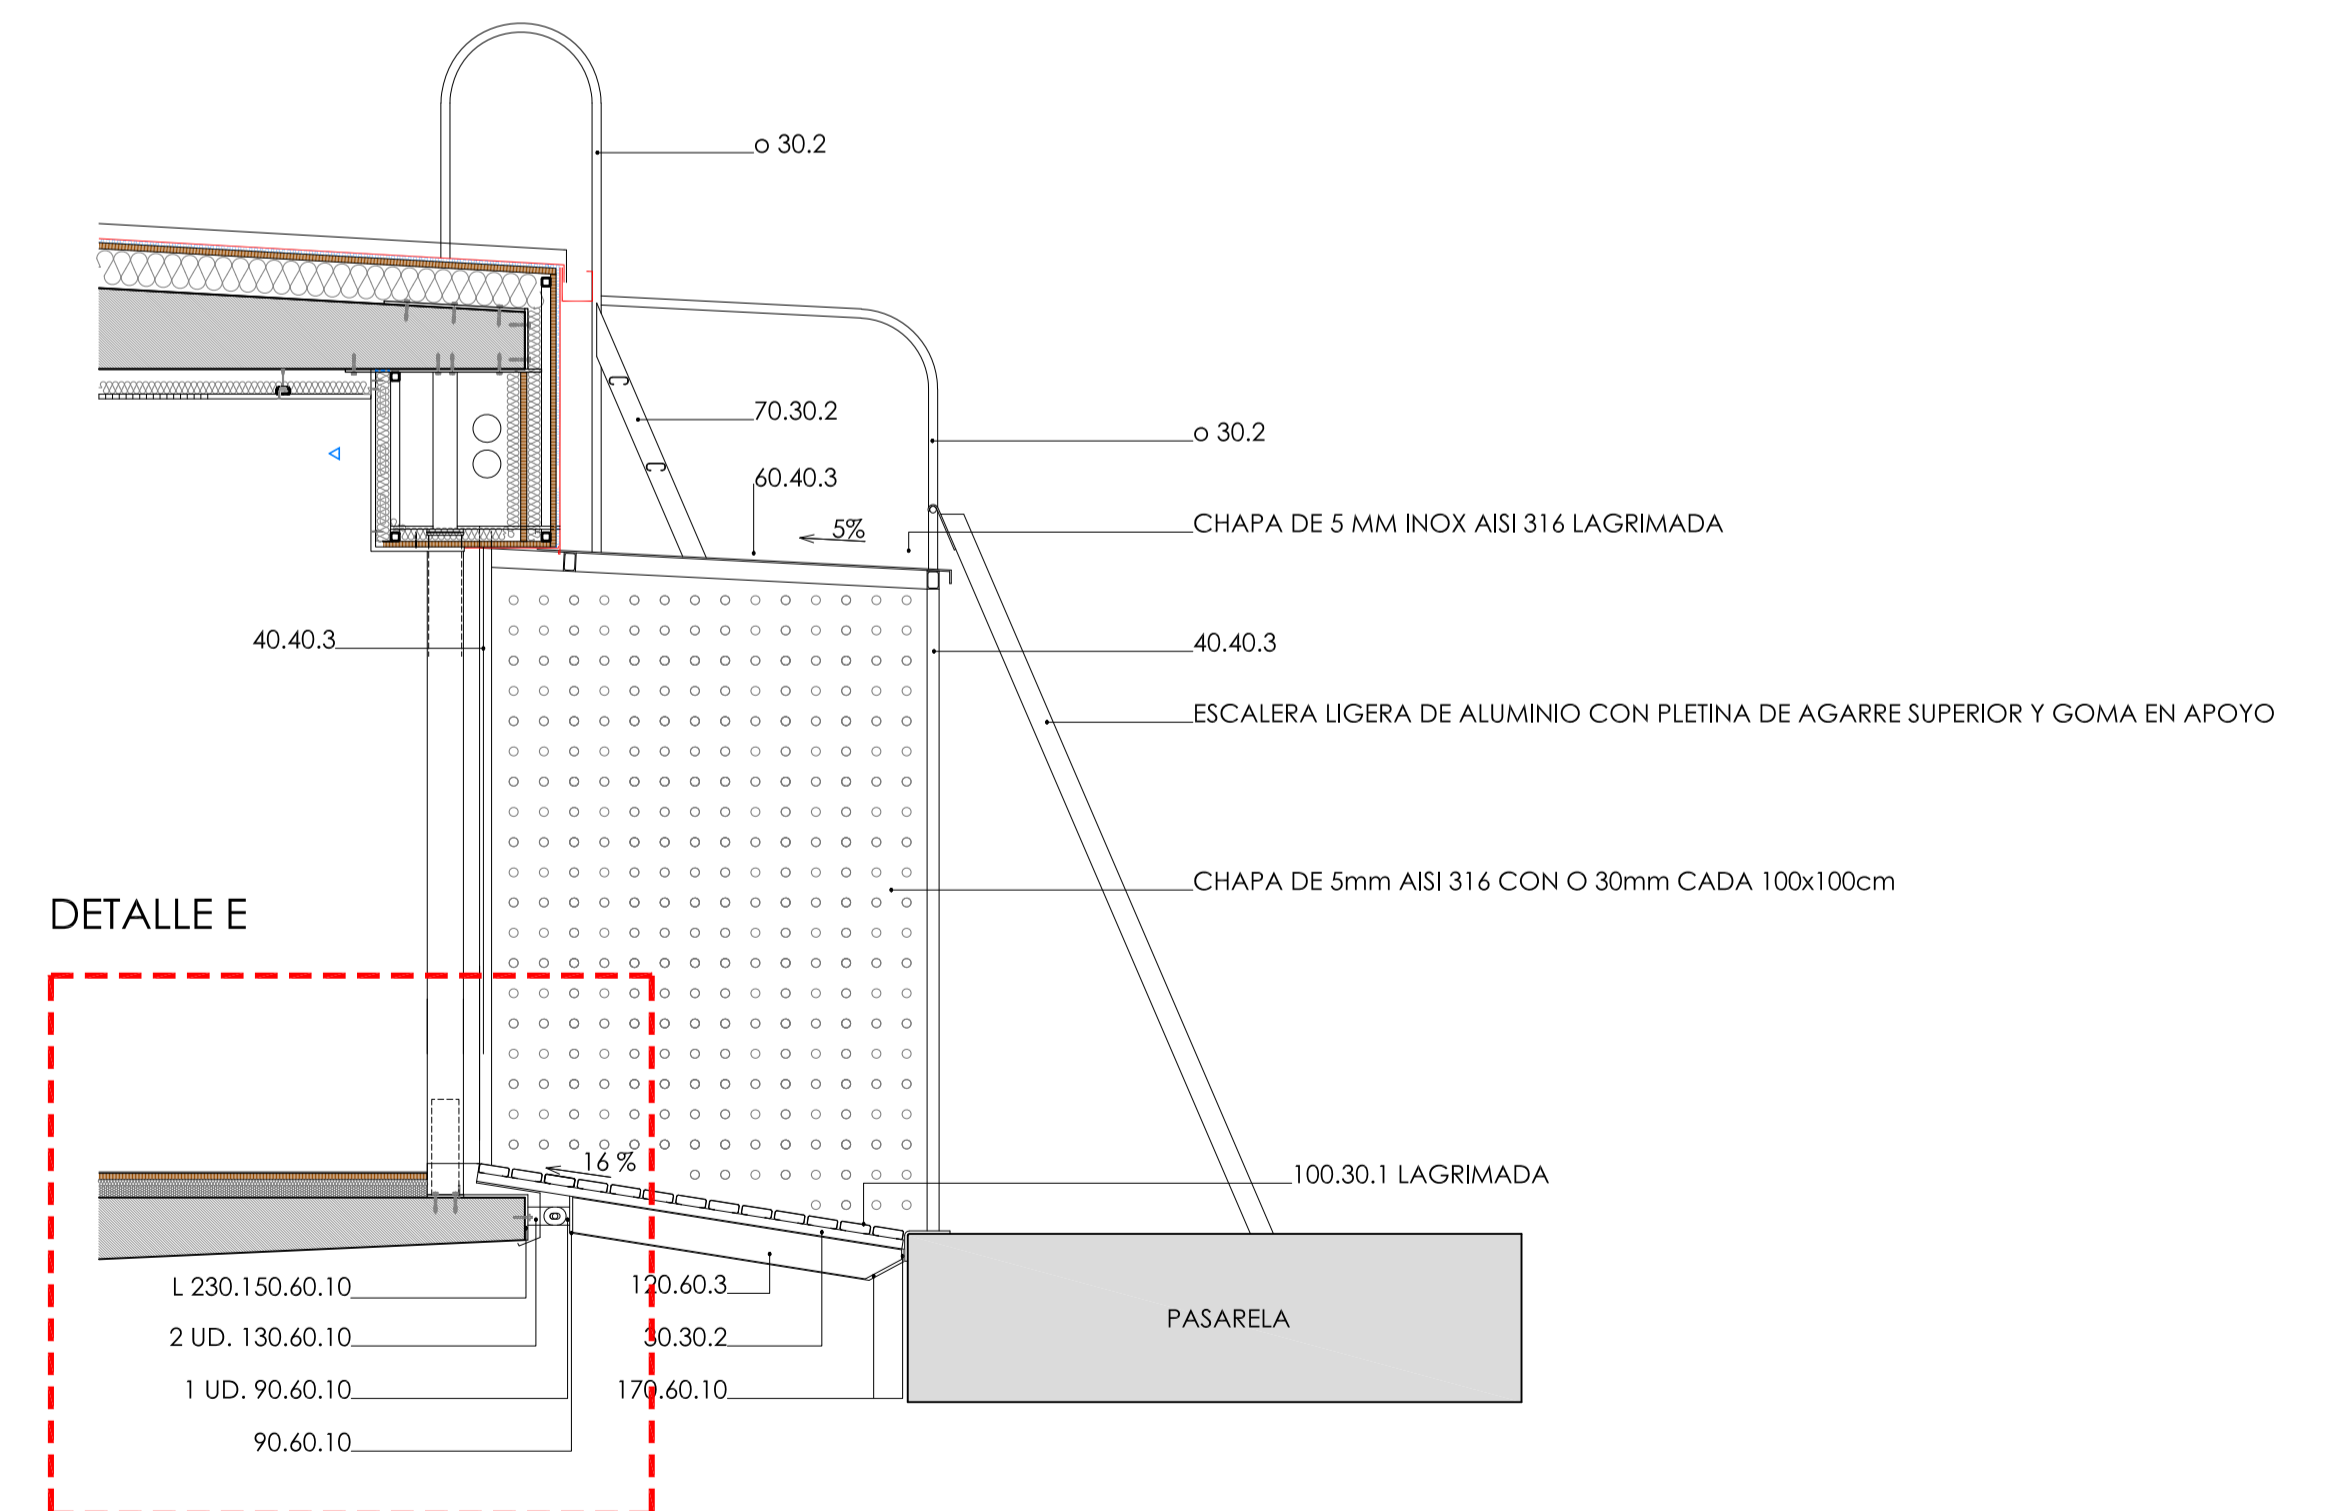 o 30.2
70.30.2
o 30.2
60.40.3
5%
CHAPA DE 5 MM INOX AISI 316 LAGRIMADA
40.40.3
40.40.3
ESCALERA LIGERA DE ALUMINIO CON PLETINA DE AGARRE SUPERIOR Y GOMA EN APOYO
CHAPA DE 5mm AISI 316 CON O 30mm CADA 100x100cm
DETALLE E
16 %
100.30.1 LAGRIMADA
L 230.150.60.10
120.60.3
PASARELA
2 UD. 130.60.10
30.30.2
1 UD. 90.60.10
170.60.10
90.60.10